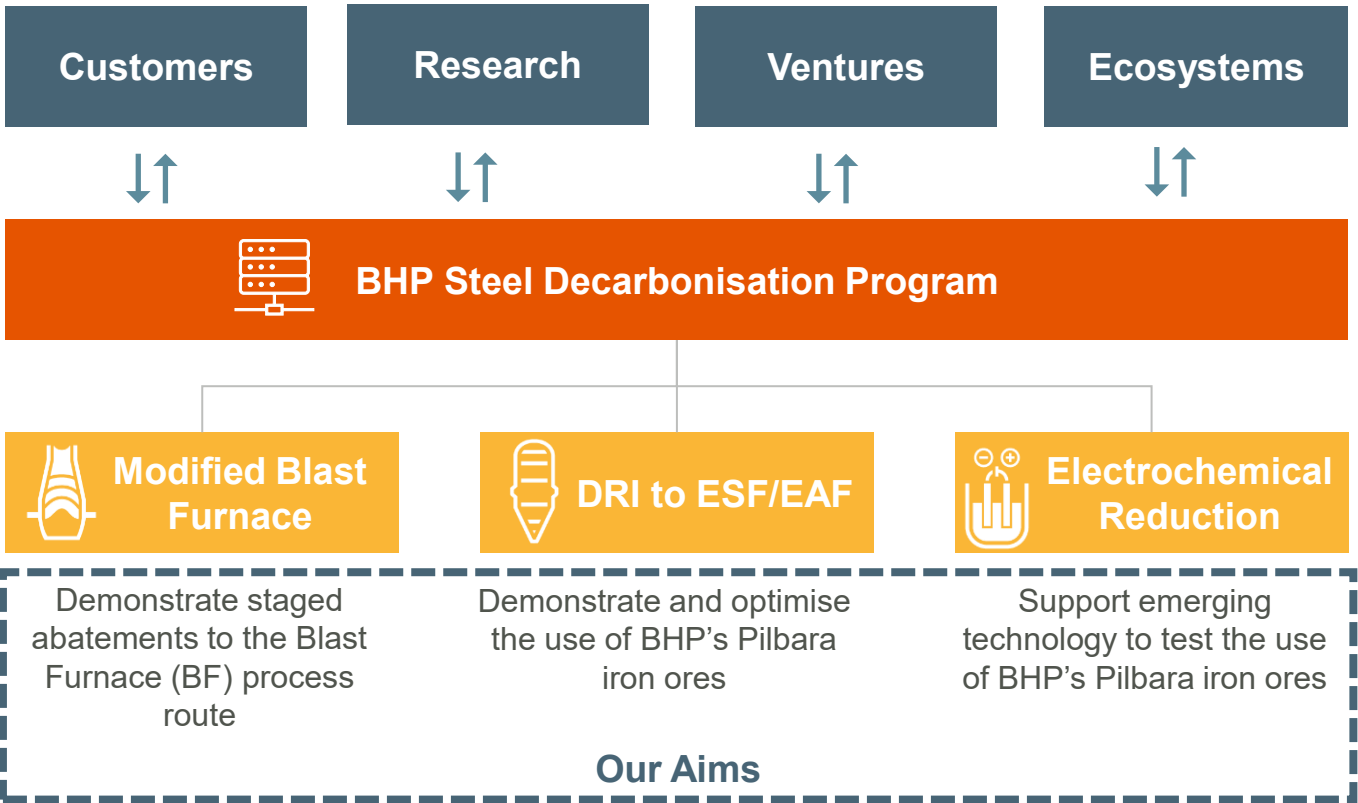 Customers
Research
Ventures
Ecosystems
BHP Steel Decarbonisation Program
Modified Blast
Furnace
DRI to ESF/EAF
Electrochemical
Reduction
Demonstrate staged
abatements to the Blast
Furnace (BF) process
route
Demonstrate and optimise
the use of BHP’s Pilbara
iron ores
Support emerging
technology to test the use
of BHP’s Pilbara iron ores
Our Aims